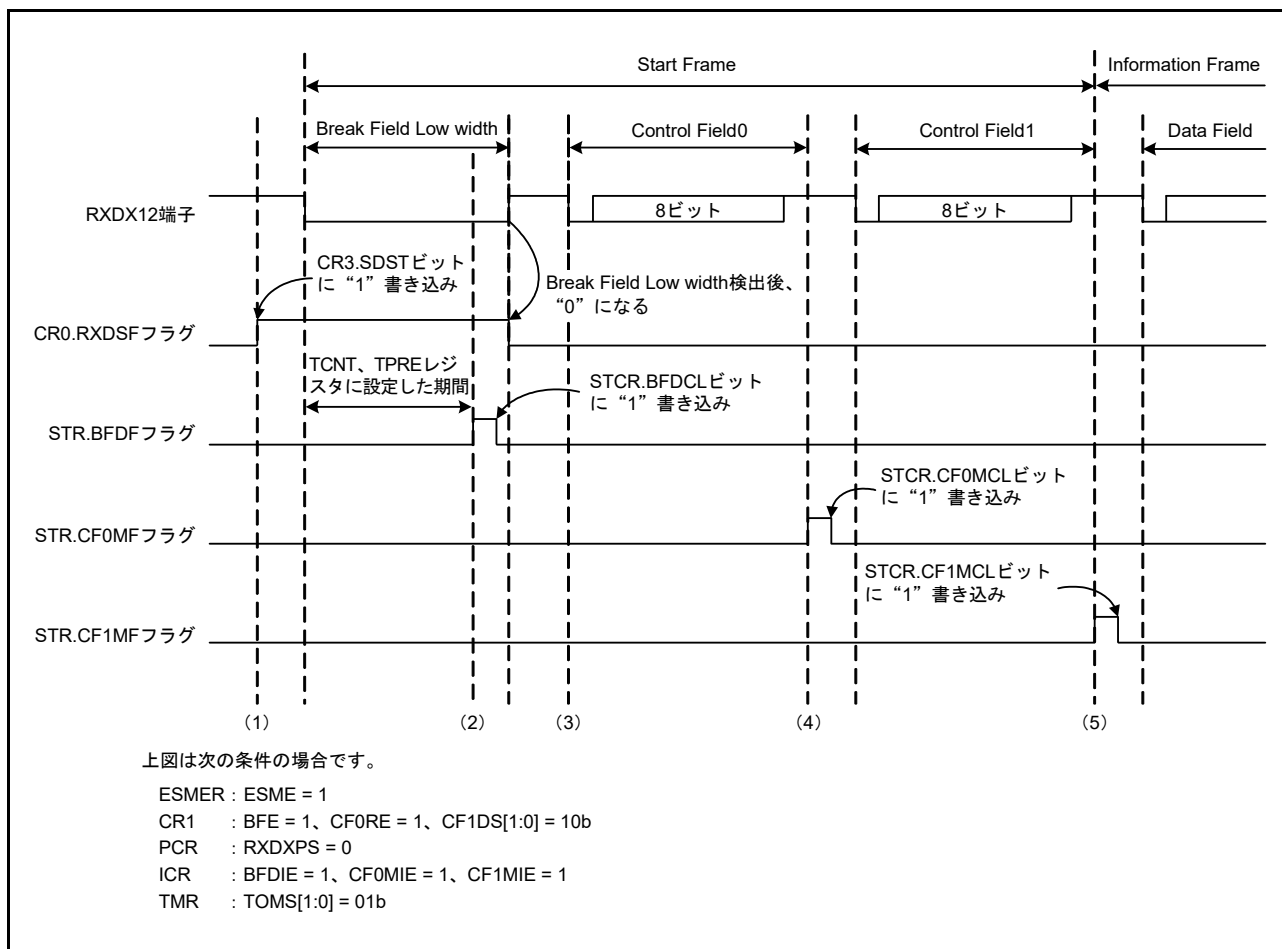 Start Frame
Information Frame
Break Field Low width
Control Field0
Control Field1
Data Field
RXDX12端子
8ビット
8ビット
CR3.SDSTビット
に“1”書き込み
Break Field Low width検出後、
“0”になる
CR0.RXDSFフラグ
TCNT、TPREレジ
スタに設定した期間
STCR.BFDCLビット
に“1”書き込み
STR.BFDFフラグ
STCR.CF0MCLビット
に“1”書き込み
STR.CF0MFフラグ
STCR.CF1MCLビット
に“1”書き込み
STR.CF1MFフラグ
（1）
（2）
（3）
（4）
（5）
上図は次の条件の場合です。
ESMER : ESME = 1
CR1 : BFE = 1、CF0RE = 1、CF1DS[1:0] = 10b
PCR : RXDXPS = 0
ICR : BFDIE = 1、CF0MIE = 1、CF1MIE = 1
TMR : TOMS[1:0] = 01b